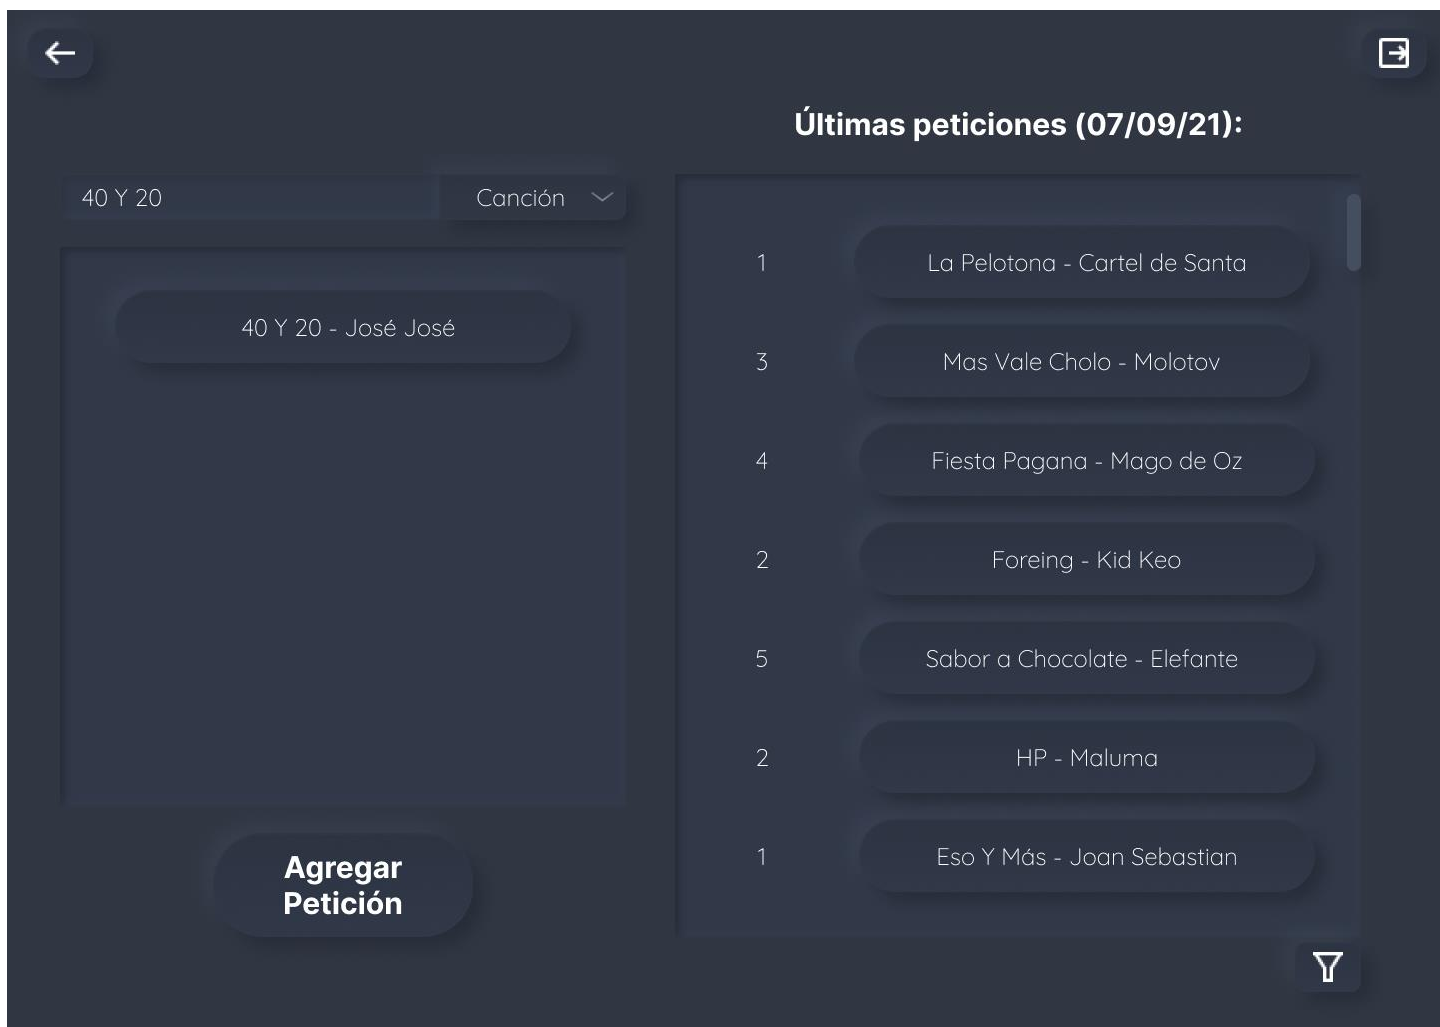 Últimas peticiones (07/09/21):
40 Y 20
Canción
40 Y 20 - José José
Agregar
Petición
1 La Pelotona - Cartel de Santa
3 Mas Vale Cholo - Molotov
4 Fiesta Pagana - Mago de Oz
2 Foreing - Kid Keo
5 Sabor a Chocolate - Elefante
2 HP - Maluma
1 Eso Y Más - Joan Sebastian